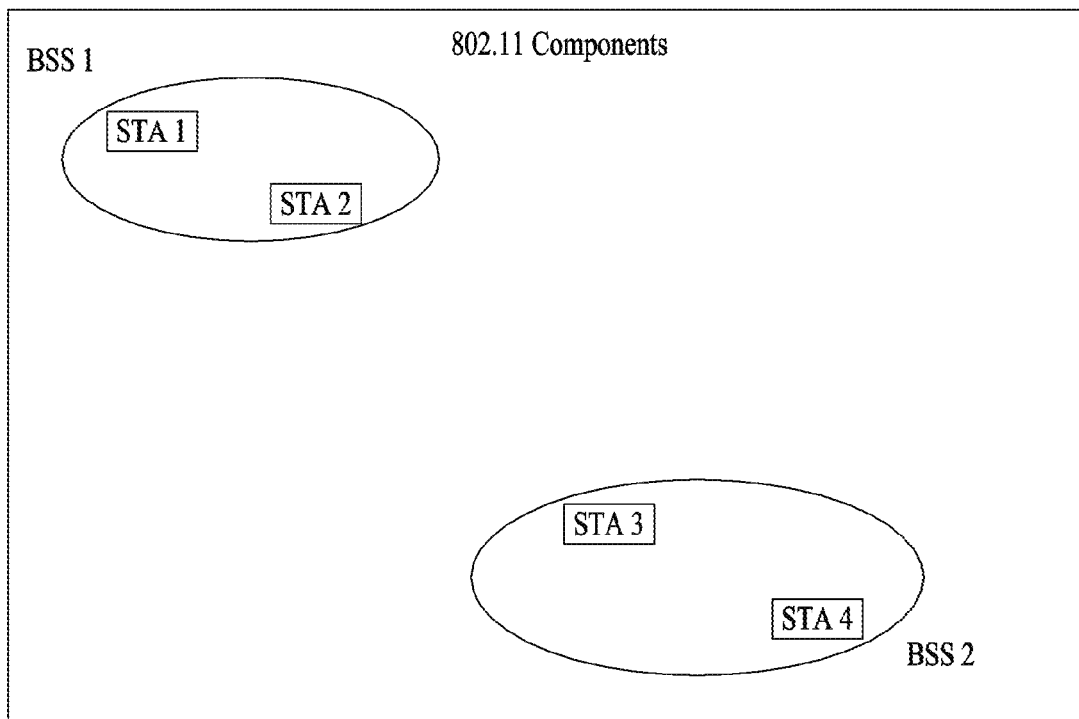 802.11 Components
BSS 1
STA 1
STA 2
STA 3
STA 4
BSS 2